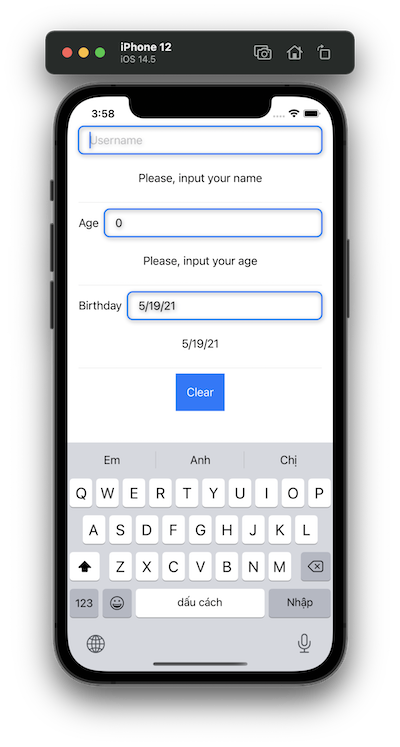 iPhone 12
iOS 14.5
3:58
Username
Please, input your name
Age 0
Please, input your age
Birthday 5/19/21
5/19/21
Clear
Em Anh Chị
Q W E R T Y U I O P
A S D F G H J K L
Z X C V B N M
123 dấu cách Nhập